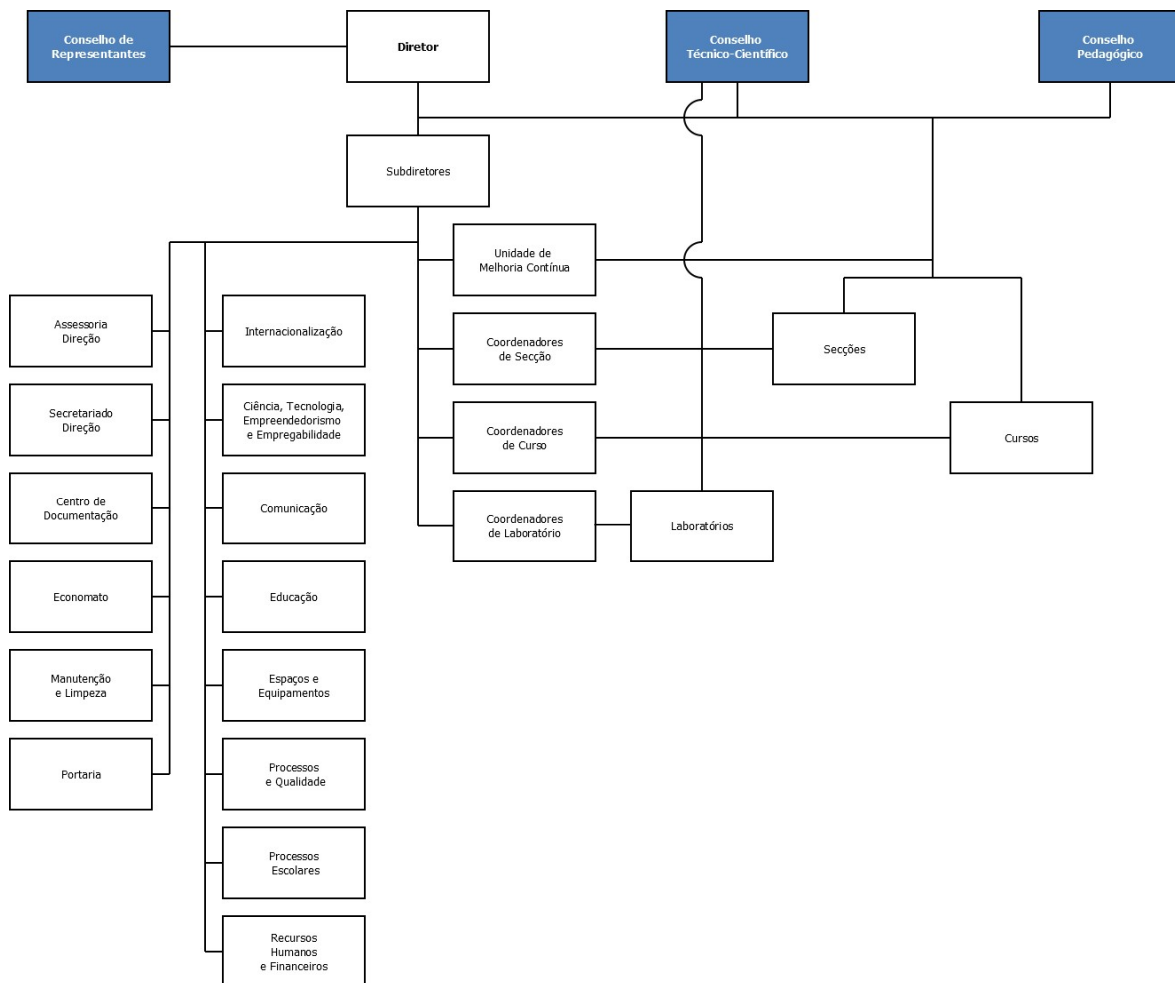 Conselho de
Representantes
Diretor
Conselho
Técnico-Científico
Conselho
Pedagógico
Subdiretores
Unidade de
Melhoria Contínua
Assessoria
Direção
Internacionalização
Coordenadores
de Secção
Secções
Secretariado
Direção
Ciência, Tecnologia,
Empreendedorismo
e Empregabilidade
Coordenadores
de Curso
Cursos
Centro de
Documentação
Comunicação
Coordenadores
de Laboratório
Laboratórios
Economato
Educação
Manutenção
e Limpeza
Espaços e
Equipamentos
Portaria
Processos
e Qualidade
Processos
Escolares
Recursos
Humanos
e Financeiros